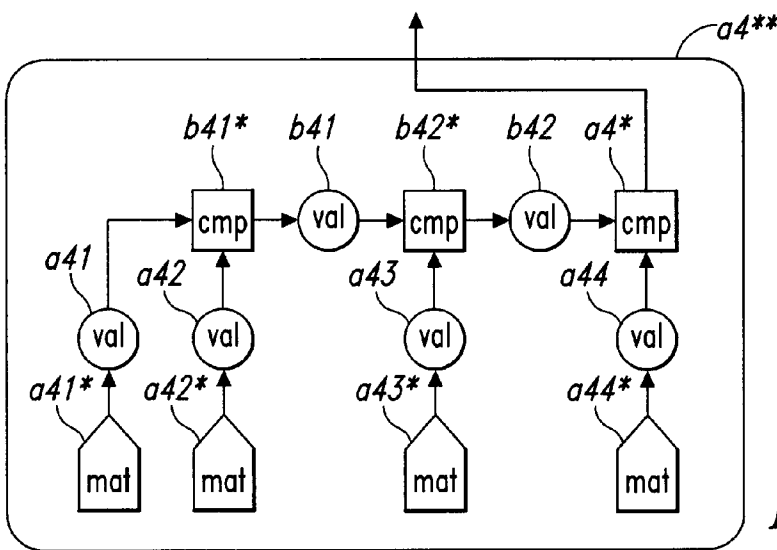 a4**
b41* b41 b42* b42 a4*
cmp val cmp val cmp
a41 a42 a43 a44
val val val val
a41* a42* a43* a44*
mat mat mat mat